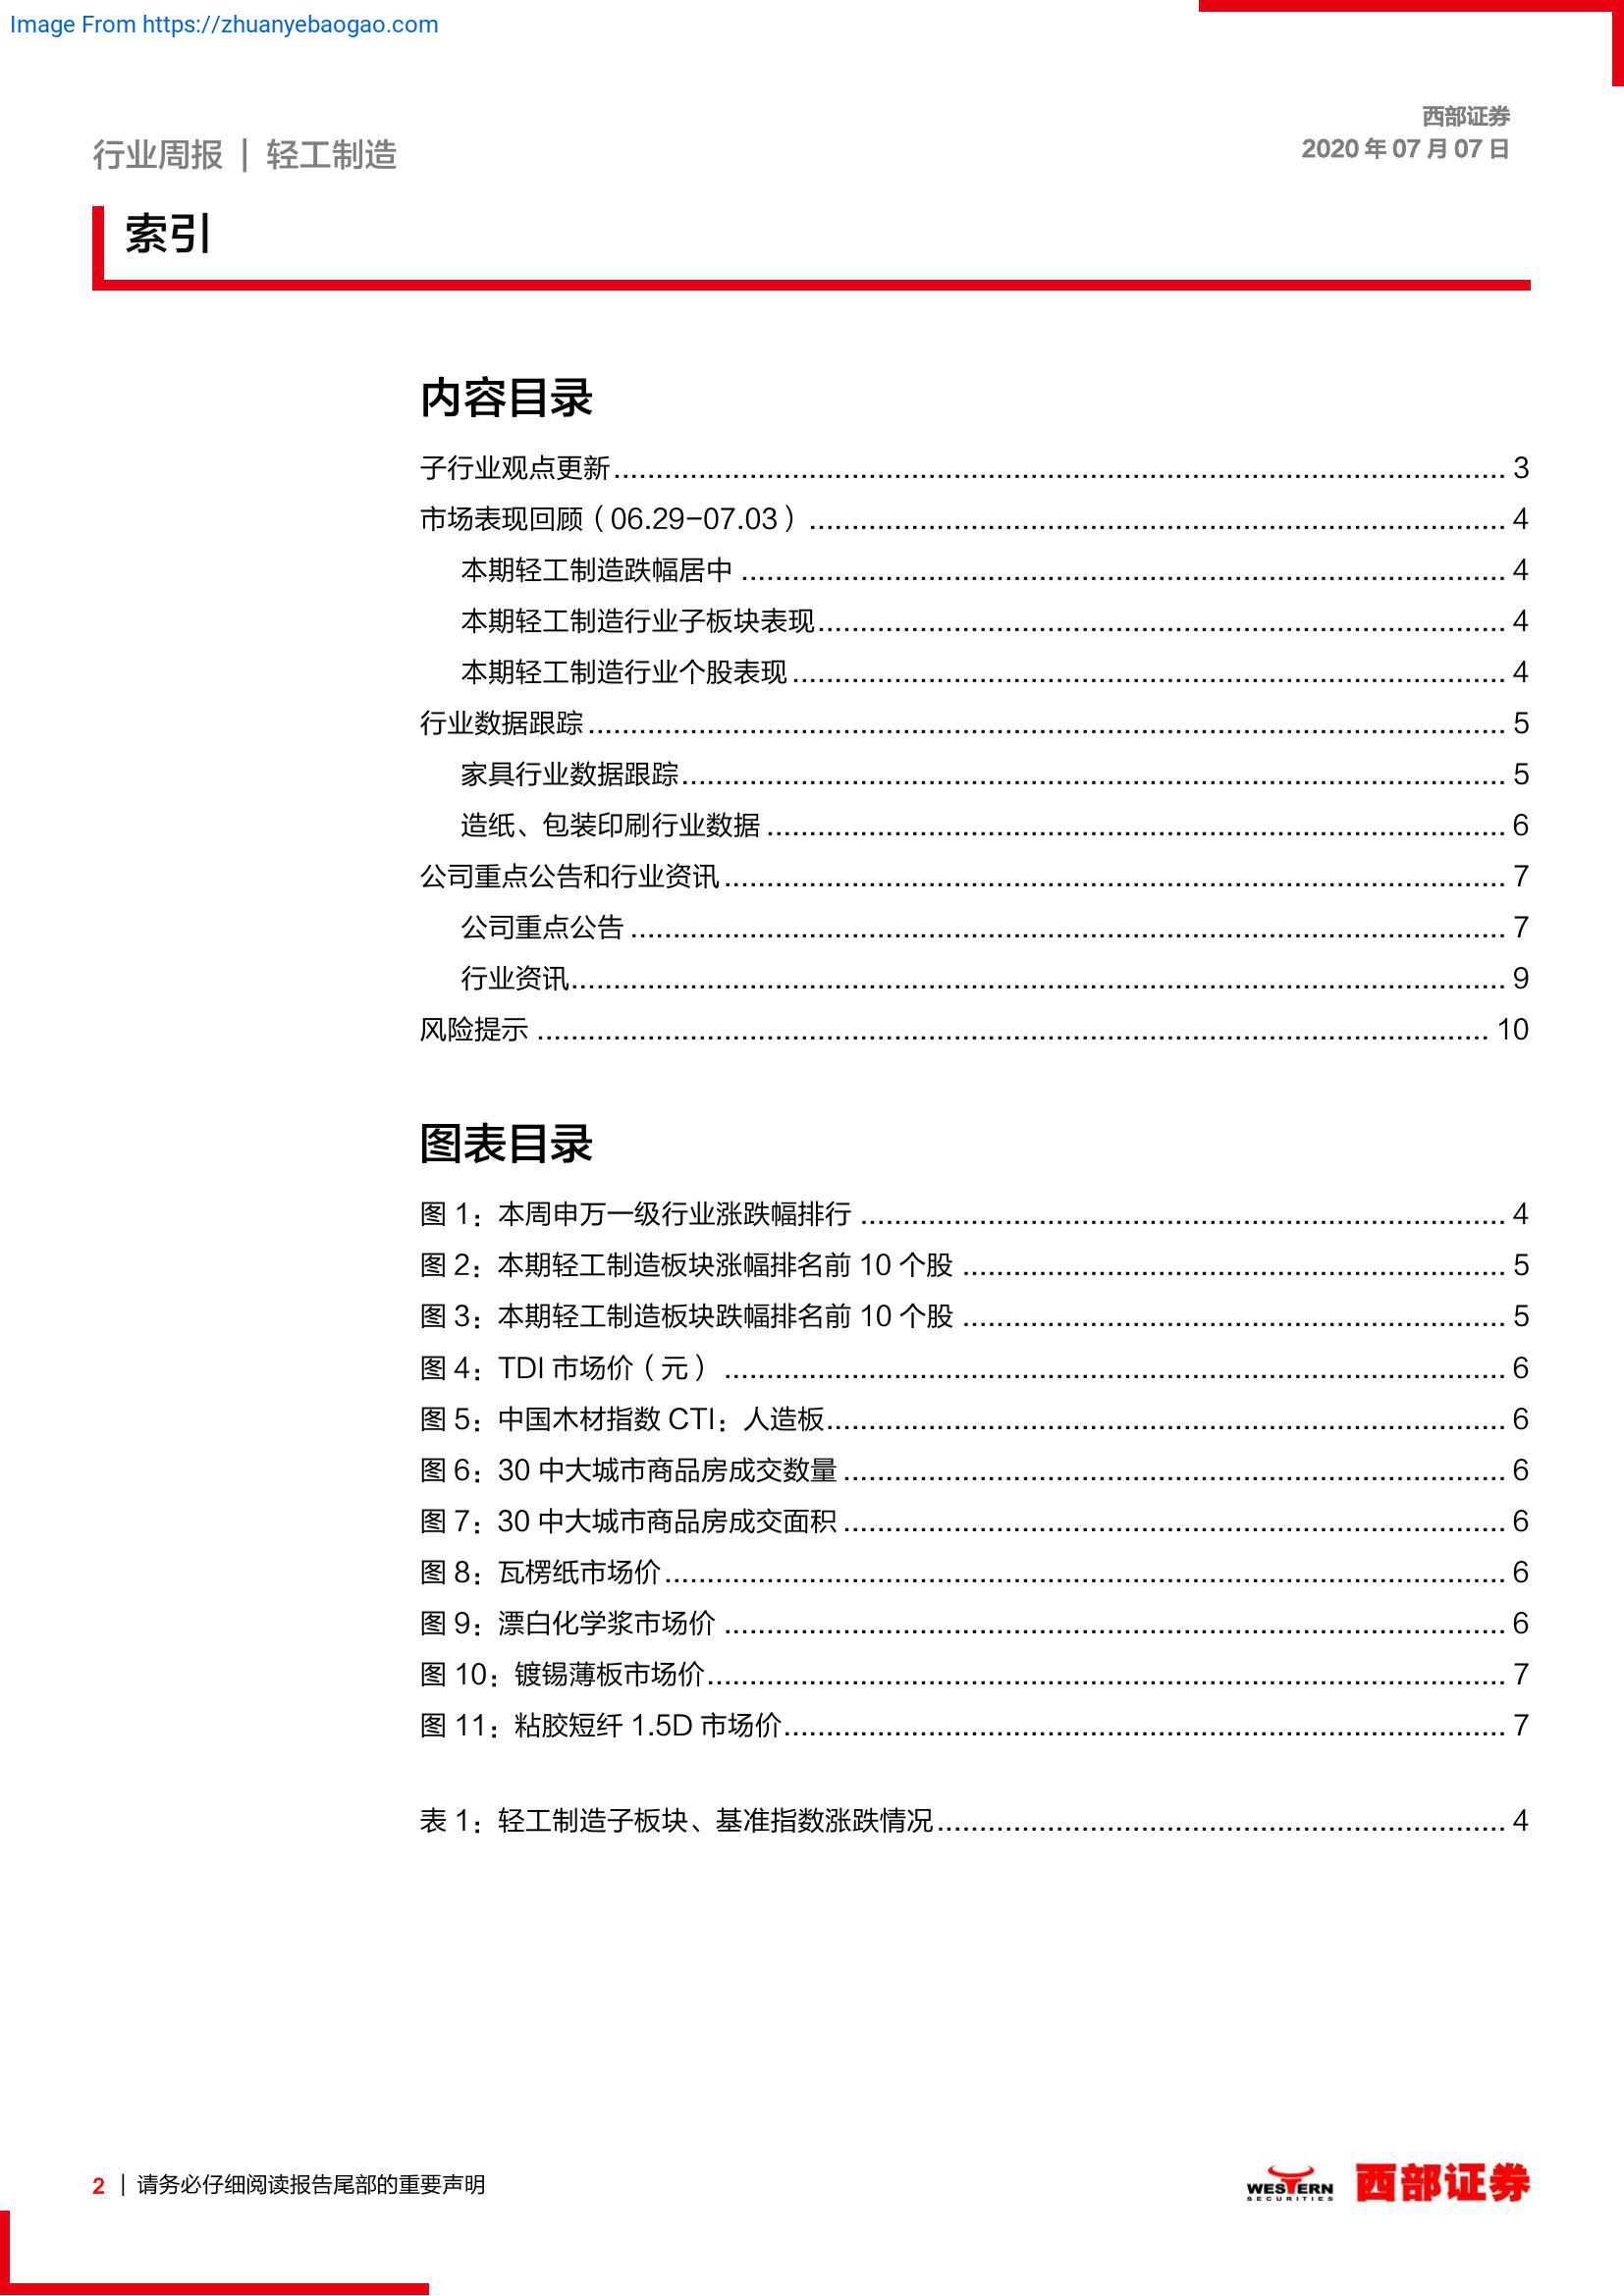 Image From https://zhuanyebaogao.com
西部证券
行业周报 | 轻工制造
2020 年 07 月 07 日
索引
内容目录
子行业观点更新 3
市场表现回顾（06.29-07.03） 4
本期轻工制造跌幅居中 4
本期轻工制造行业子板块表现 4
本期轻工制造行业个股表现 4
行业数据跟踪 5
家具行业数据跟踪 5
造纸、包装印刷行业数据 6
公司重点公告和行业资讯 7
公司重点公告 7
行业资讯 9
风险提示 10
图表目录
图 1：本周申万一级行业涨跌幅排行 4
图 2：本期轻工制造板块涨幅排名前 10 个股 5
图 3：本期轻工制造板块跌幅排名前 10 个股 5
图 4：TDI 市场价（元） 6
图 5：中国木材指数 CTI：人造板 6
图 6：30 中大城市商品房成交数量 6
图 7：30 中大城市商品房成交面积 6
图 8：瓦楞纸市场价 6
图 9：漂白化学浆市场价 6
图 10：镀锡薄板市场价 7
图 11：粘胶短纤 1.5D 市场价 7
表 1：轻工制造子板块、基准指数涨跌情况 4
2 | 请务必仔细阅读报告尾部的重要声明
WESTERN
SECURITIES
西部证券